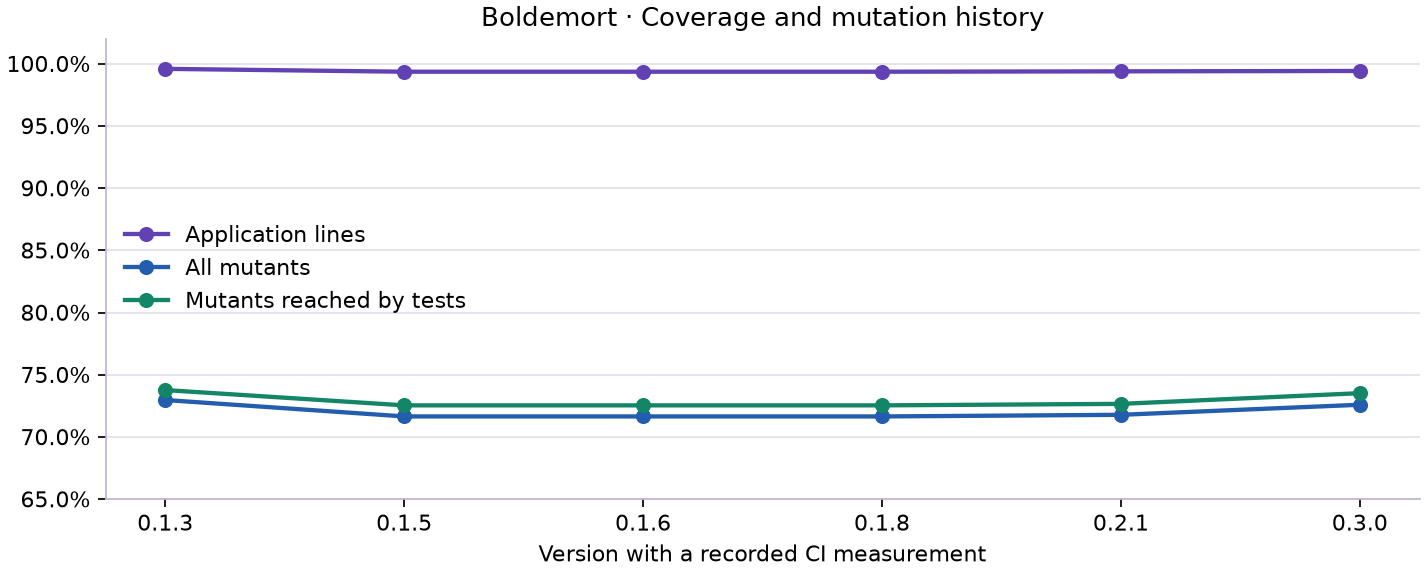 Boldemort · Coverage and mutation history
100.0%
95.0%
90.0%
85.0%
80.0%
75.0%
70.0%
65.0%
Application lines
All mutants
Mutants reached by tests
0.1.3 0.1.5 0.1.6 0.1.8 0.2.1 0.3.0
Version with a recorded CI measurement